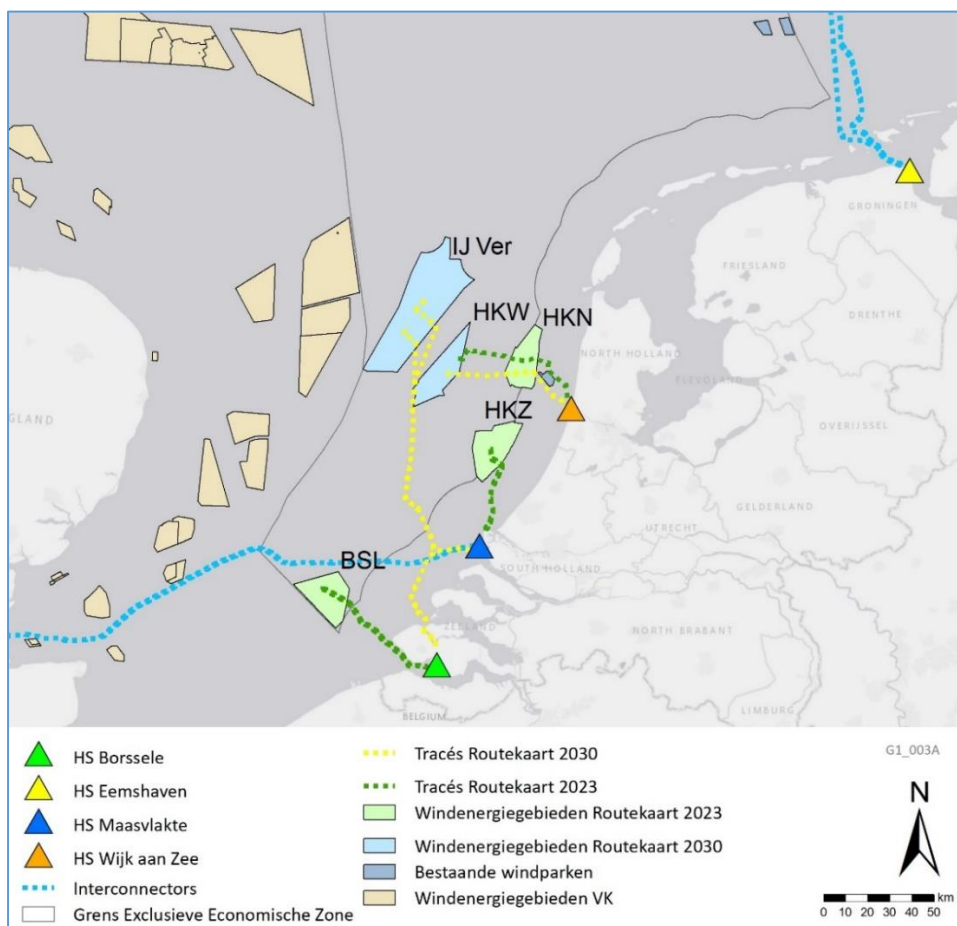 GRONINGEN
FRIESLAND
DRENTHE
IJ Ver
HKW
HKN
NORTH HOLLAND
FLEVOLAND
OVERIJSSEL
HKZ
GLAND
GELDERLAND
UTRECHT
BSL
SOUTH HOLLAND
ZEELAND
NORTH BRABANT
LIMBURG
BELGIUM
HS Borssele
HS Eemshaven
HS Maasvlakte
HS Wijk aan Zee
Interconnectors
Grens Exclusieve Economische Zone
Tracés Routekaart 2030
Tracés Routekaart 2023
Windenergiegebieden Routekaart 2023
Windenergiegebieden Routekaart 2030
Bestaande windparken
Windenergiegebieden VK
G1_003A
N
km
0 10 20 30 40 50